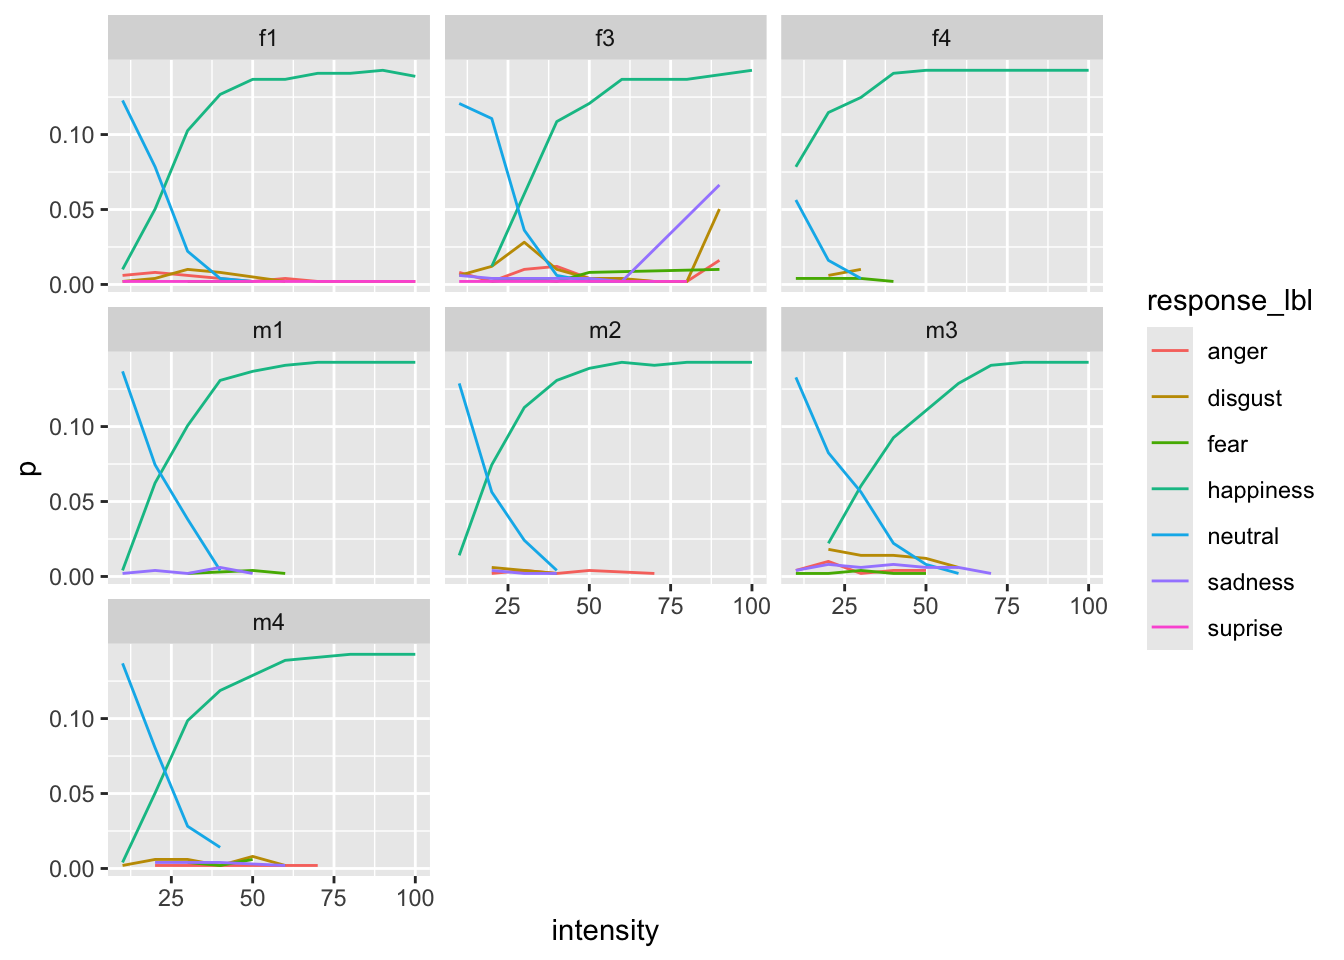 f1 f3 f4
0.10
0.05
0.00
m1 m2 m3
0.10
0.05
0.00
25 50 75 100 25 50 75 100
m4
0.10
0.05
0.00
25 50 75 100
intensity
p
response_lbl
anger
disgust
fear
happiness
neutral
sadness
suprise